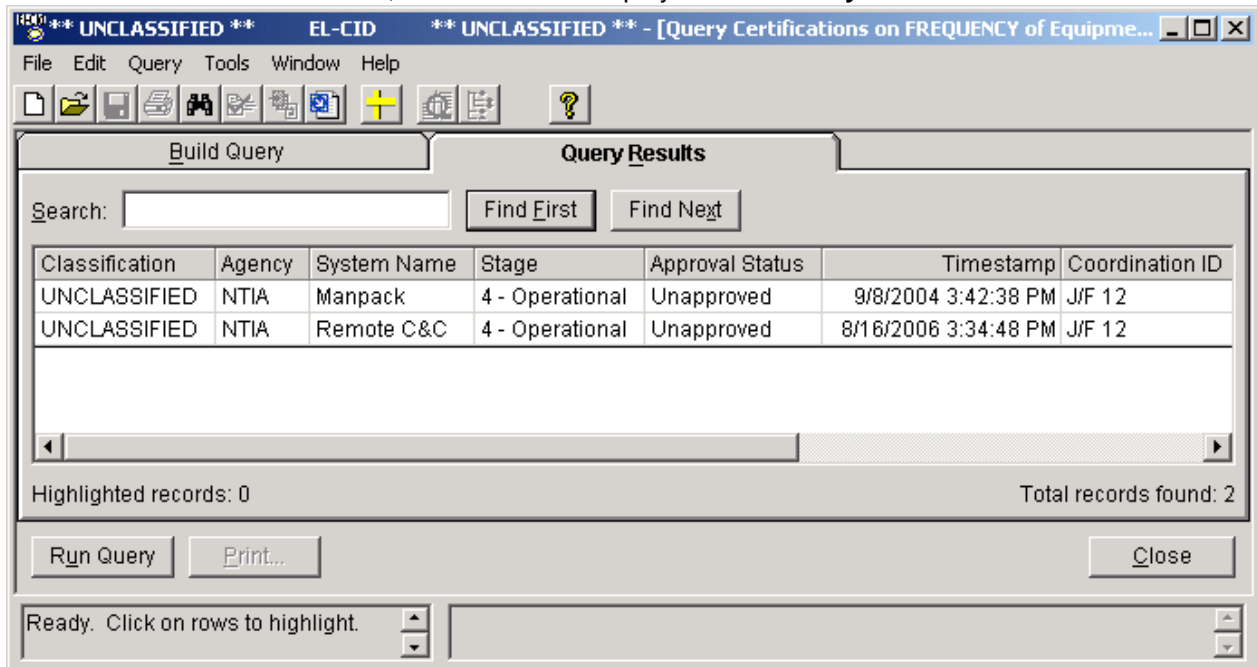 ** UNCLASSIFIED ** EL-CID ** UNCLASSIFIED ** - [Query Certifications on FREQUENCY of Equipme...
File Edit Query Tools Window Help
Build Query Query Results
Search: Find First Find Next
Classification Agency System Name Stage Approval Status Timestamp Coordination ID
UNCLASSIFIED NTIA Manpack 4 - Operational Unapproved 9/8/2004 3:42:38 PM J/F 12
UNCLASSIFIED NTIA Remote C&C 4 - Operational Unapproved 8/16/2006 3:34:48 PM J/F 12
Highlighted records: 0 Total records found: 2
Run Query Print... Close
Ready. Click on rows to highlight.